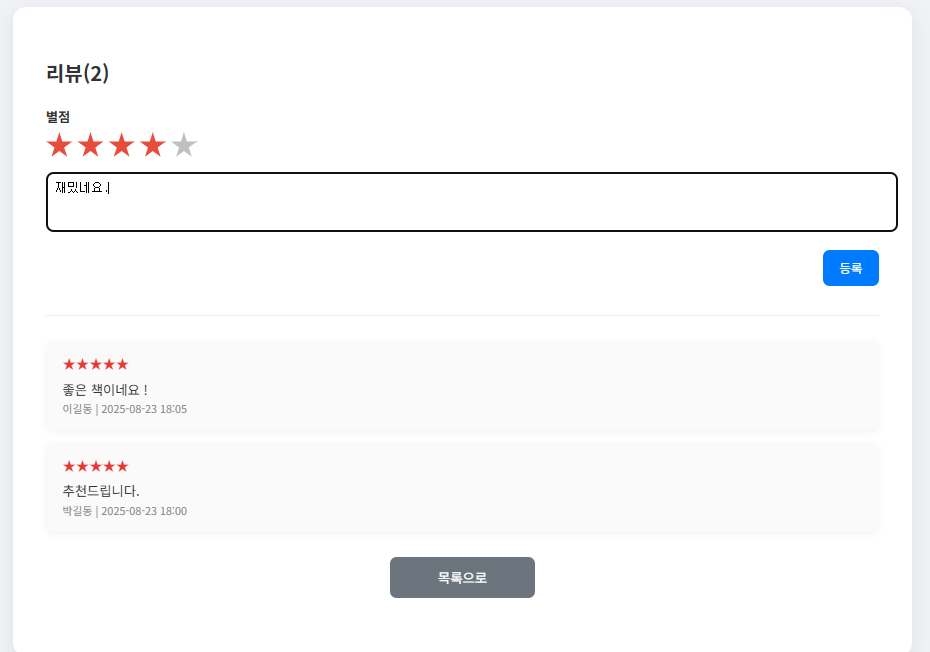 리뷰(2)
별점
★★★★★
재밌네요.
등록
★★★★★
좋은 책이네요 !
이길동 | 2025-08-23 18:05
★★★★★
추천드립니다.
박길동 | 2025-08-23 18:00
목록으로